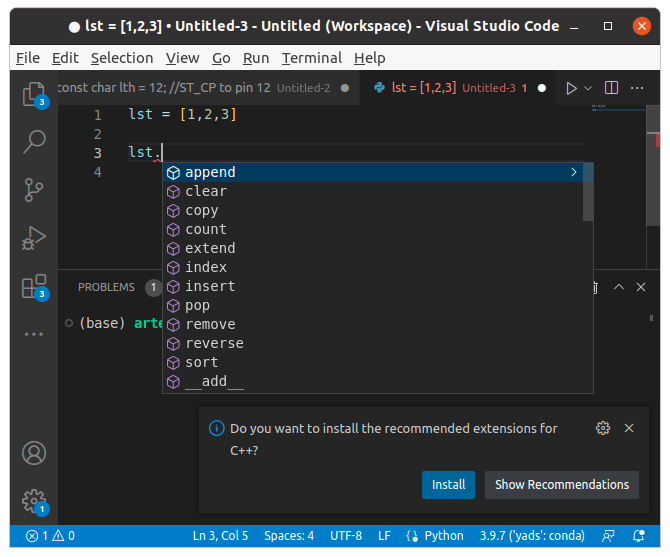 ● lst = [1,2,3] • Untitled-3 - Untitled (Workspace) - Visual Studio Code
File Edit Selection View Go Run Terminal Help
const char lth = 12; //ST_CP to pin 12 Untitled-2
lst = [1,2,3] Untitled-3 1
3
1 lst = [1,2,3]
2
3 lst.
4
append
clear
copy
count
extend
index
insert
pop
remove
reverse
sort
__add__
3
PROBLEMS 1
(base) arte
Do you want to install the recommended extensions for
C++?
Install Show Recommendations
1
1 0 Ln 3, Col 5 Spaces: 4 UTF-8 LF Python 3.9.7 ('yads': conda)